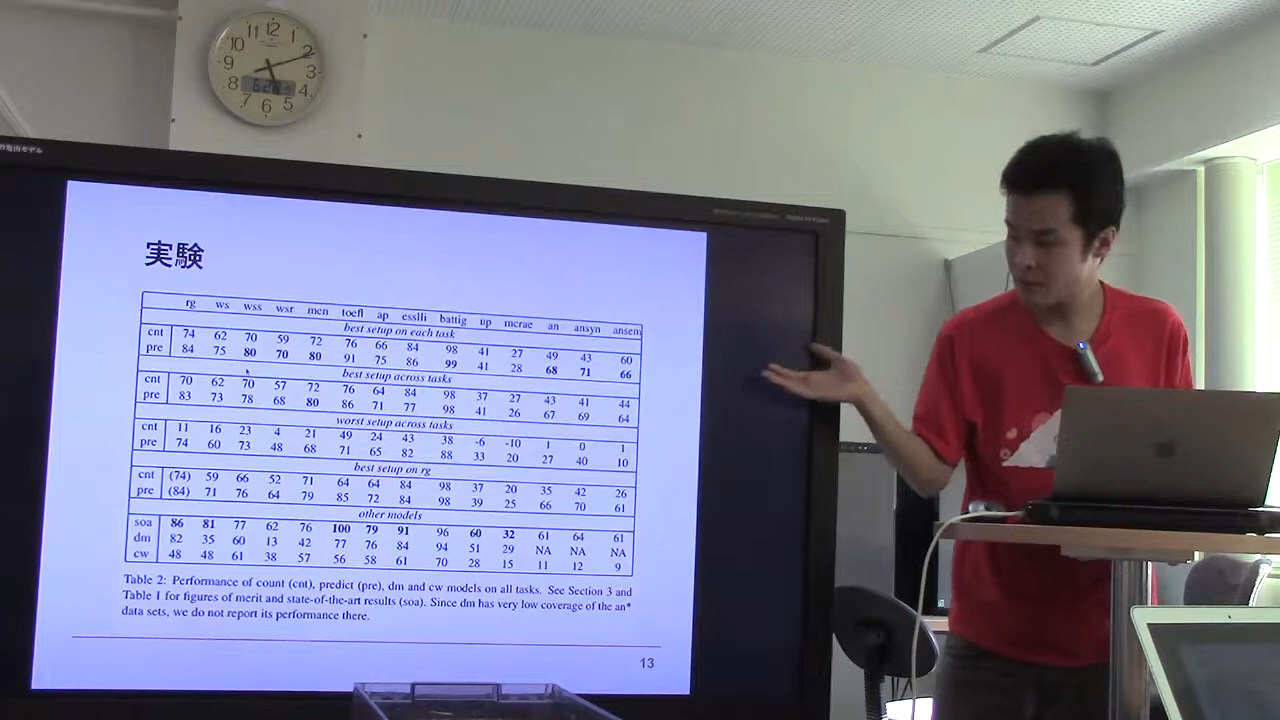 12
11 1
10 2
9 3
8 4
7 5
6
実験
rg ws wss wsr men toefl ap esslli battig up mcrae an ansyn ansem
best setup on each task
cnt 74 62 70 59 72 76 66 84 98 41 27 49 43 60
pre 84 75 80 70 80 91 75 86 99 41 28 68 71 66
best setup across tasks
cnt 70 62 70 57 72 76 64 84 98 37 27 43 41 44
pre 83 73 78 68 80 86 71 77 98 41 26 67 69 64
worst setup across tasks
cnt 11 16 23 4 21 49 24 43 38 -6 -10 1 0 1
pre 74 60 73 48 68 71 65 82 88 33 20 27 40 10
best setup on rg
cnt (74) 59 66 52 71 64 64 84 98 37 20 35 42 26
pre (84) 71 76 64 79 85 72 84 98 39 25 66 70 61
other models
soa 86 81 77 62 76 100 79 91 96 60 32 61 64 61
dm 82 35 60 13 42 77 76 84 94 51 29 NA NA NA
cw 48 48 61 38 57 56 58 61 70 28 15 11 12 9
Table 2: Performance of count (cnt), predict (pre), dm and cw models on all tasks. See Section 3 and
Table 1 for figures of merit and state-of-the-art results (soa). Since dm has very low coverage of the an*
data sets, we do not report its performance there.
13